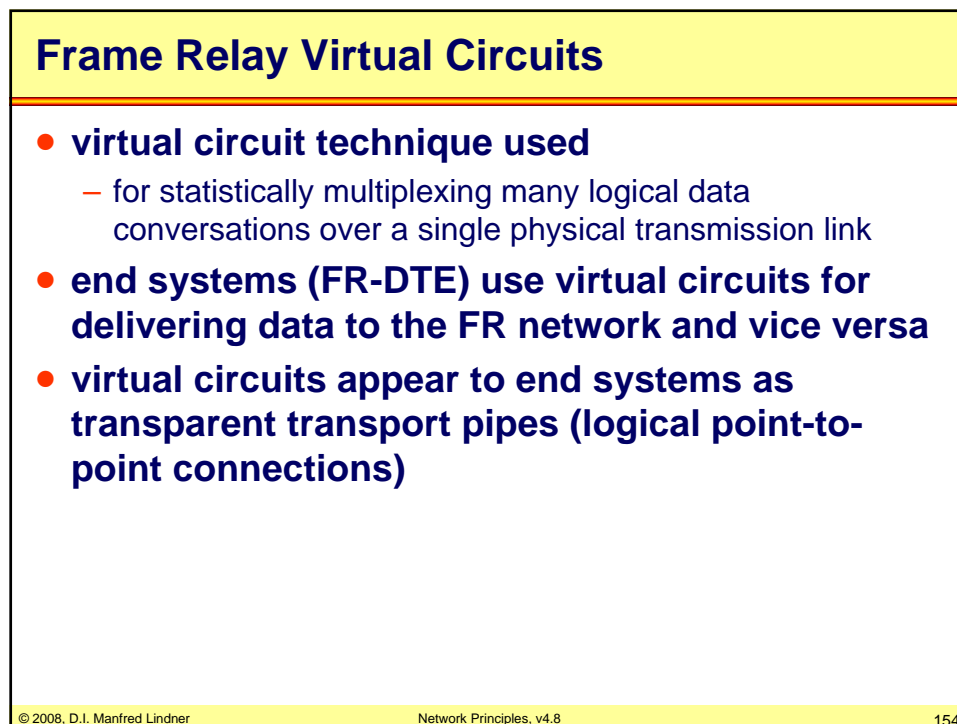 Frame Relay Virtual Circuits
• virtual circuit technique used
– for statistically multiplexing many logical data
conversations over a single physical transmission link
• end systems (FR-DTE) use virtual circuits for
delivering data to the FR network and vice versa
• virtual circuits appear to end systems as
transparent transport pipes (logical point-to-
point connections)
© 2008, D.I. Manfred Lindner Network Principles, v4.8 154